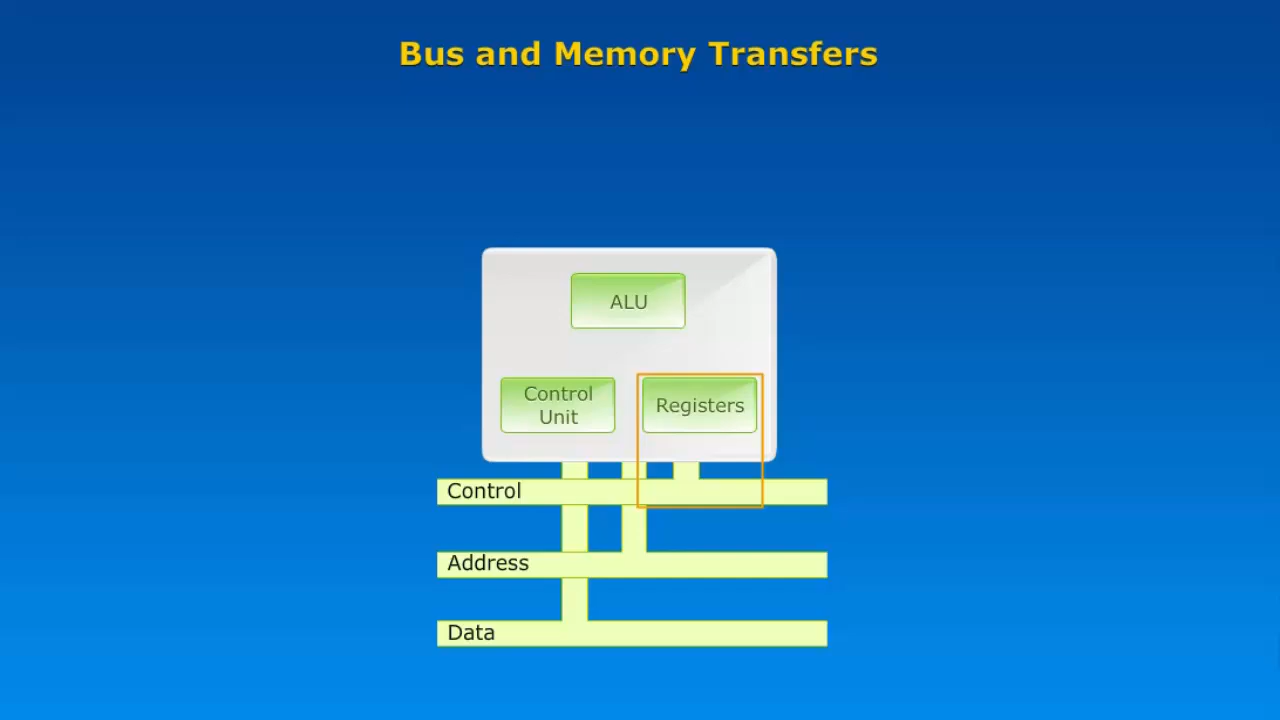 Bus and Memory Transfers
ALU
Control
Unit
Registers
Control
Address
Data